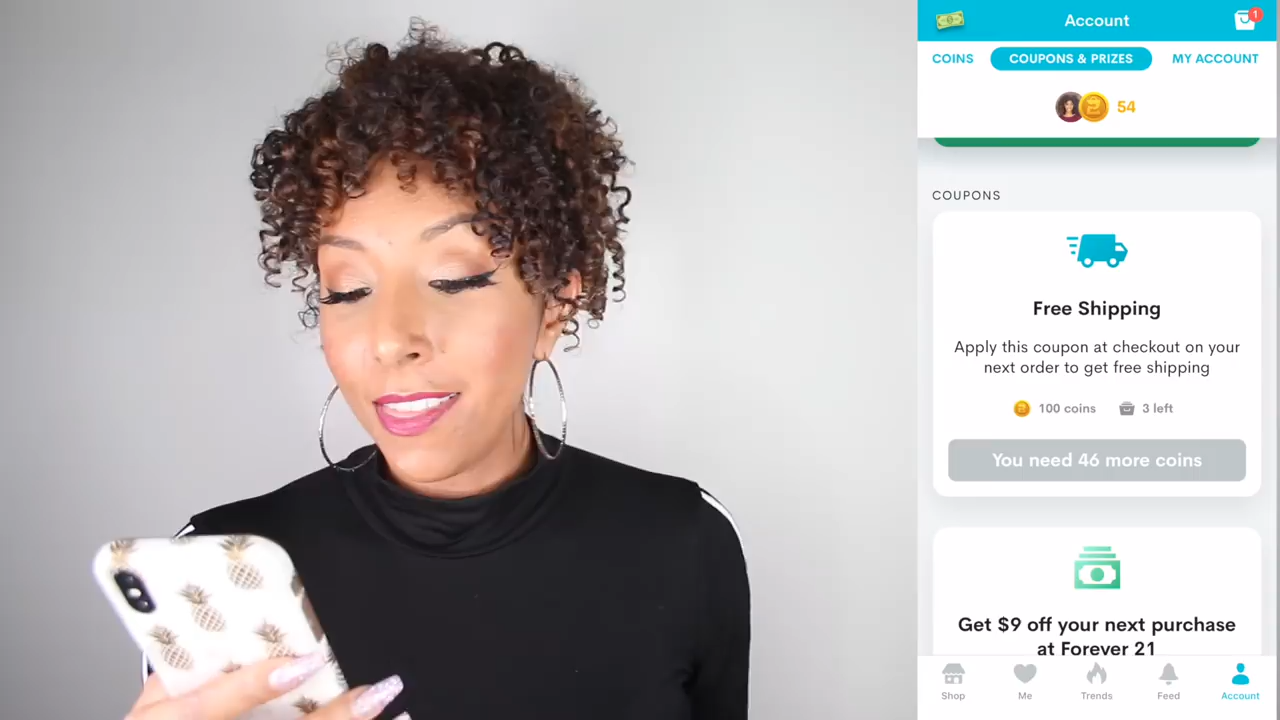 Account
1
COINS
COUPONS & PRIZES
MY ACCOUNT
54
COUPONS
Free Shipping
Apply this coupon at checkout on your
next order to get free shipping
100 coins
3 left
You need 46 more coins
Get $9 off your next purchase
at Forever 21
Shop
Me
Trends
Feed
Account